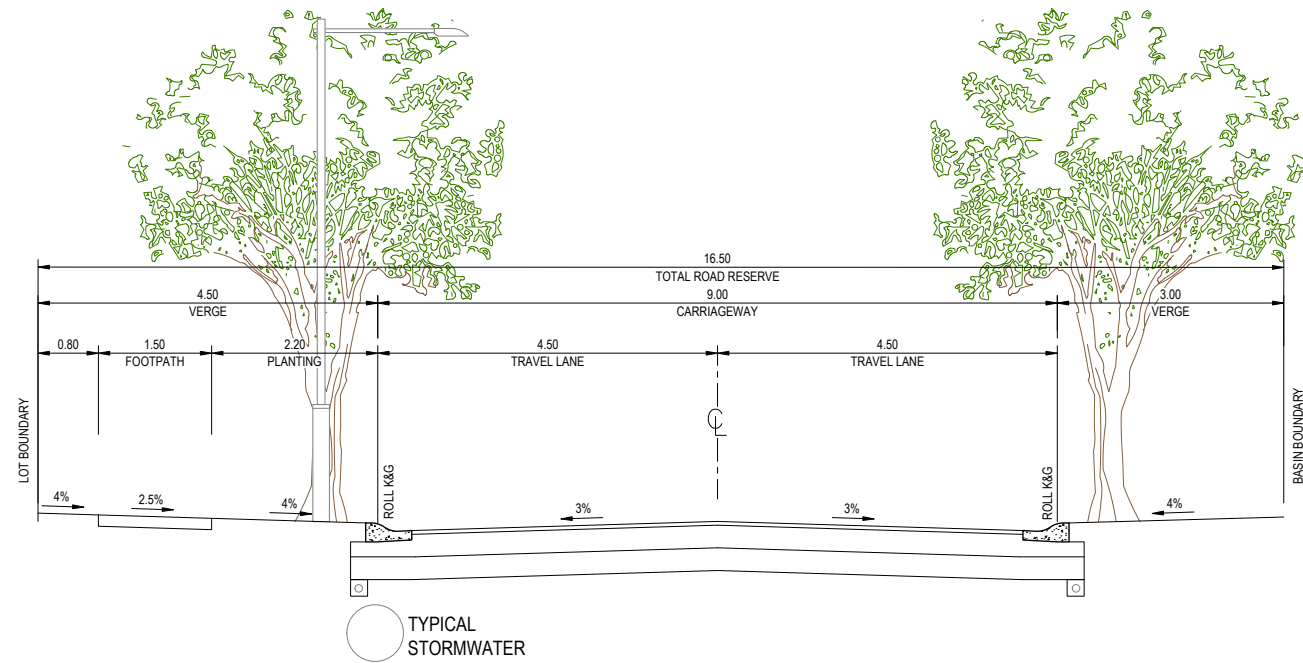 16.50
TOTAL ROAD RESERVE
4.50
VERGE
9.00
CARRIAGEWAY
3.00
VERGE
0.80
1.50
FOOTPATH
2.20
PLANTING
4.50
TRAVEL LANE
4.50
TRAVEL LANE
LOT BOUNDARY
ROLL K&G
CL
ROLL K&G
BASIN BOUNDARY
4%
2.5%
4%
3%
3%
4%
TYPICAL
STORMWATER